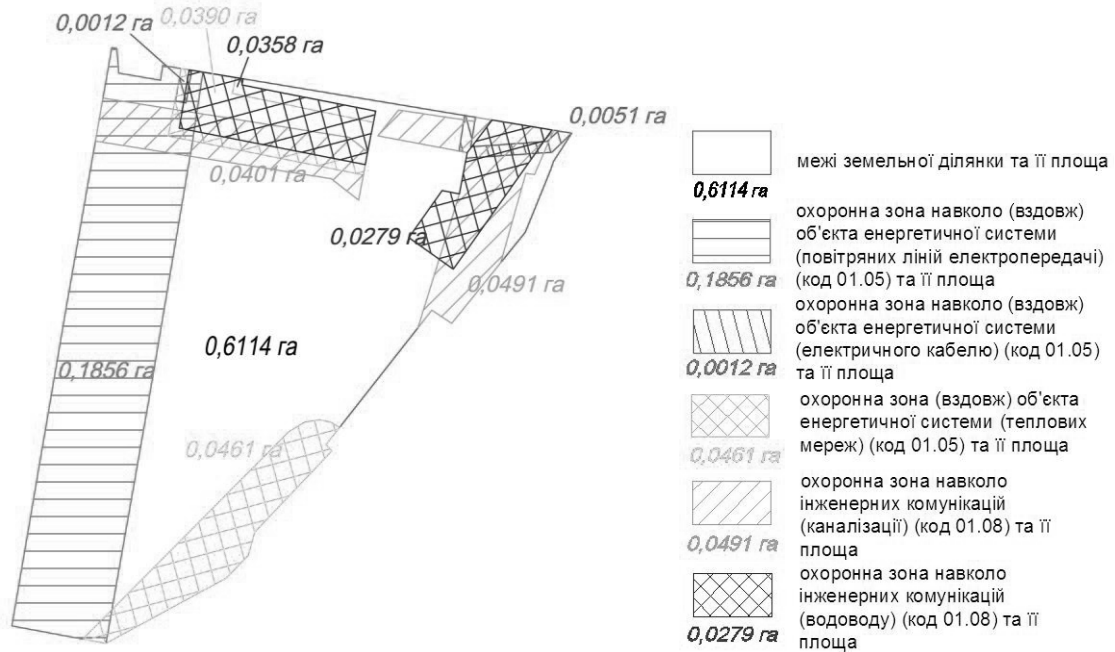 0,0012 га
0,0390 га
0,0358 га
0,0051 га
0,0401 га
0,0279 га
0,0491 га
0,6114 га
0,1856 га
0,0461 га
межі земельної ділянки та її площа
0,6114 га
охоронна зона навколо (вздовж)
об'єкта енергетичної системи
(повітряних ліній електропередачі)
(код 01.05) та її площа
0,1856 га
охоронна зона навколо (вздовж)
об'єкта енергетичної системи
(електричного кабелю) (код 01.05)
та її площа
0,0012 га
охоронна зона (вздовж) об'єкта
енергетичної системи (теплових
мереж) (код 01.05) та її площа
0,0461 га
охоронна зона навколо
інженерних комунікацій
(каналізації) (код 01.08) та її
площа
0,0491 га
охоронна зона навколо
інженерних комунікацій
(водоводу) (код 01.08) та її
площа
0,0279 га